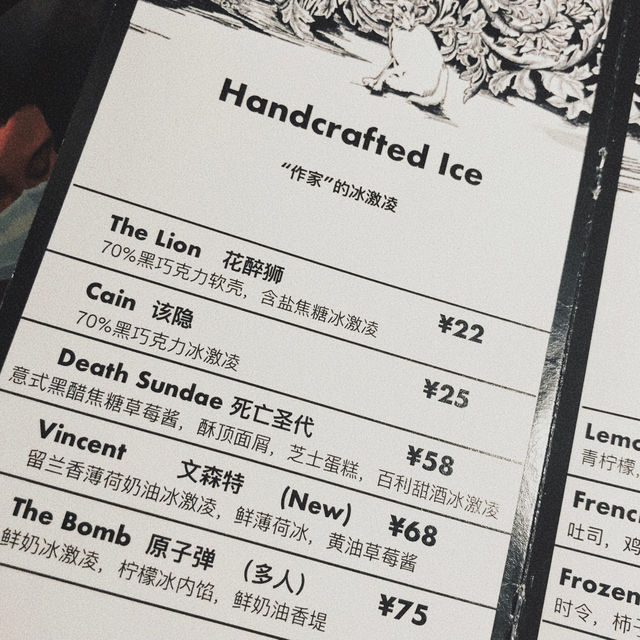 Handcrafted Ice
“作家”的冰激凌
The Lion 花醉狮
70%黑巧克力软壳，含盐焦糖冰激凌
¥22
Cain 该隐
70%黑巧克力冰激凌
¥25
Death Sundae 死亡圣代
意式黑醋焦糖草莓酱，酥顶面屑，芝士蛋糕，百利甜酒冰激凌
¥58
Vincent 文森特 (New)
留兰香薄荷奶油冰激凌，鲜薄荷冰，黄油草莓酱
¥68
The Bomb 原子弹 （多人）
鲜奶冰激凌，柠檬冰内馅，鲜奶油香堤
¥75
青柠檬，
吐司，鸡
时令，柿子
Frozen